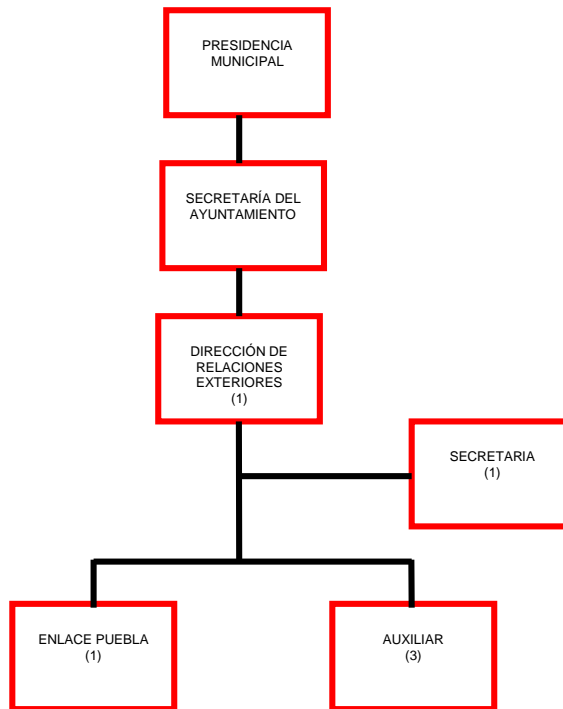 PRESIDENCIA
MUNICIPAL
SECRETARÍA DEL
AYUNTAMIENTO
DIRECCIÓN DE
RELACIONES
EXTERIORES
(1)
SECRETARIA
(1)
ENLACE PUEBLA
(1)
AUXILIAR
(3)